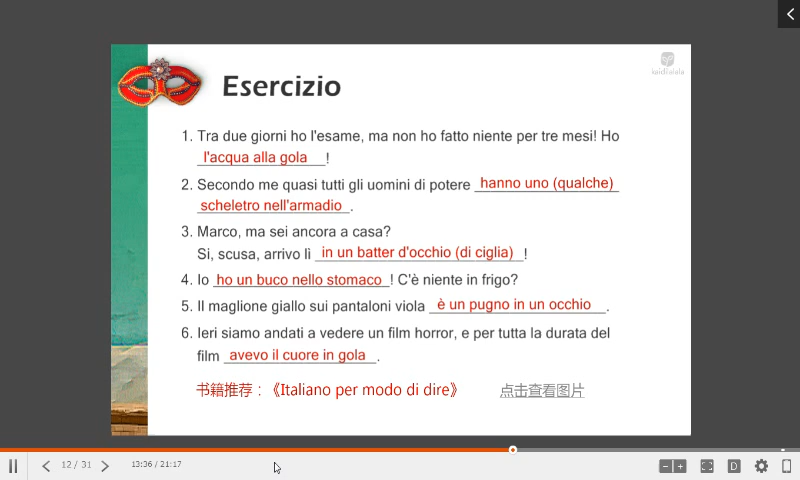 Esercizio
kaidialala
1. Tra due giorni ho l'esame, ma non ho fatto niente per tre mesi! Ho
l'acqua alla gola!
2. Secondo me quasi tutti gli uomini di potere hanno uno (qualche)
scheletro nell'armadio.
3. Marco, ma sei ancora a casa?
Si, scusa, arrivo lì in un batter d'occhio (di ciglia)!
4. Io ho un buco nello stomaco! C'è niente in frigo?
5. Il maglione giallo sui pantaloni viola è un pugno in un occhio.
6. Ieri siamo andati a vedere un film horror, e per tutta la durata del
film avevo il cuore in gola.
书籍推荐：《Italiano per modo di dire》 点击查看图片
12 / 31 13:36 / 21:17
D